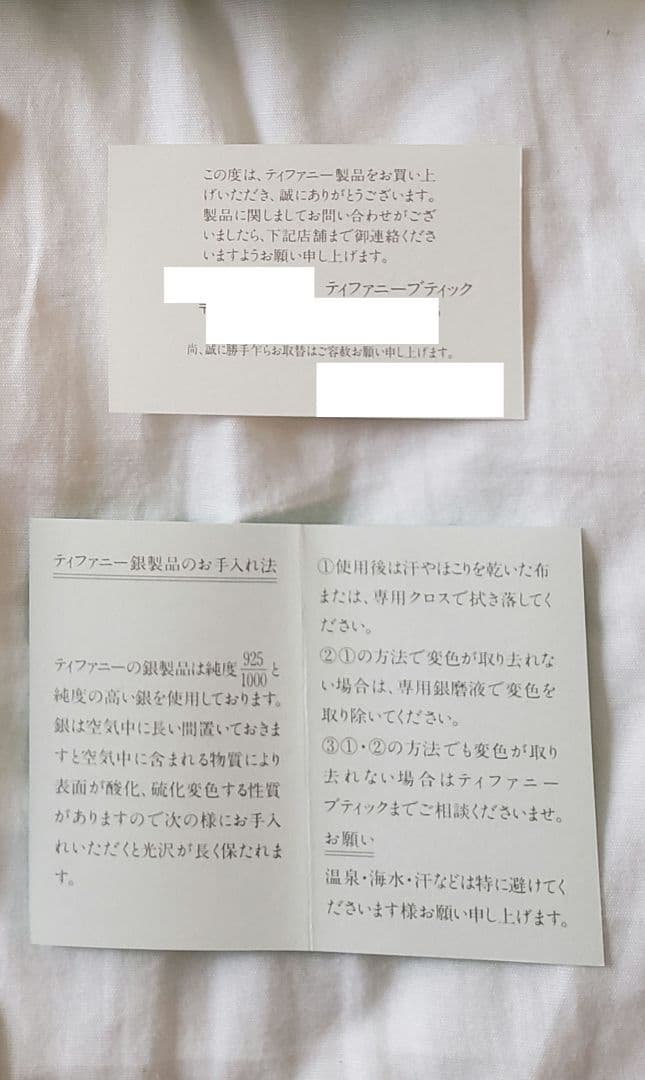 この度は、ティファニー製品をお買い上
げいただき、誠にありがとうございます。
製品に関しましてお問い合わせがござ
いましたら、下記店舗まで御連絡くださ
いますようお願い申し上げます。
ティファニーブティック
尚、誠に勝手乍らお取替はご容赦お願い申し上げます。
ティファニー銀製品のお手入れ法
ティファニーの銀製品は純度925/1000と
純度の高い銀を使用しております。
銀は空気中に長い間置いておきま
すと空気中に含まれる物質により
表面が酸化、硫化変色する性質
がありますので次の様にお手入
れいただくと光沢が長く保たれま
す。
①使用後は汗やほこりを乾いた布
または、専用クロスで拭き落してく
ださい。
②①の方法で変色が取り去れな
い場合は、専用銀磨液で変色を
取り除いてください。
③①・②の方法でも変色が取り
去れない場合はティファニー
ブティックまでご相談くださいませ。
お願い
温泉・海水・汗などは特に避けてく
ださいます様お願い申し上げます。